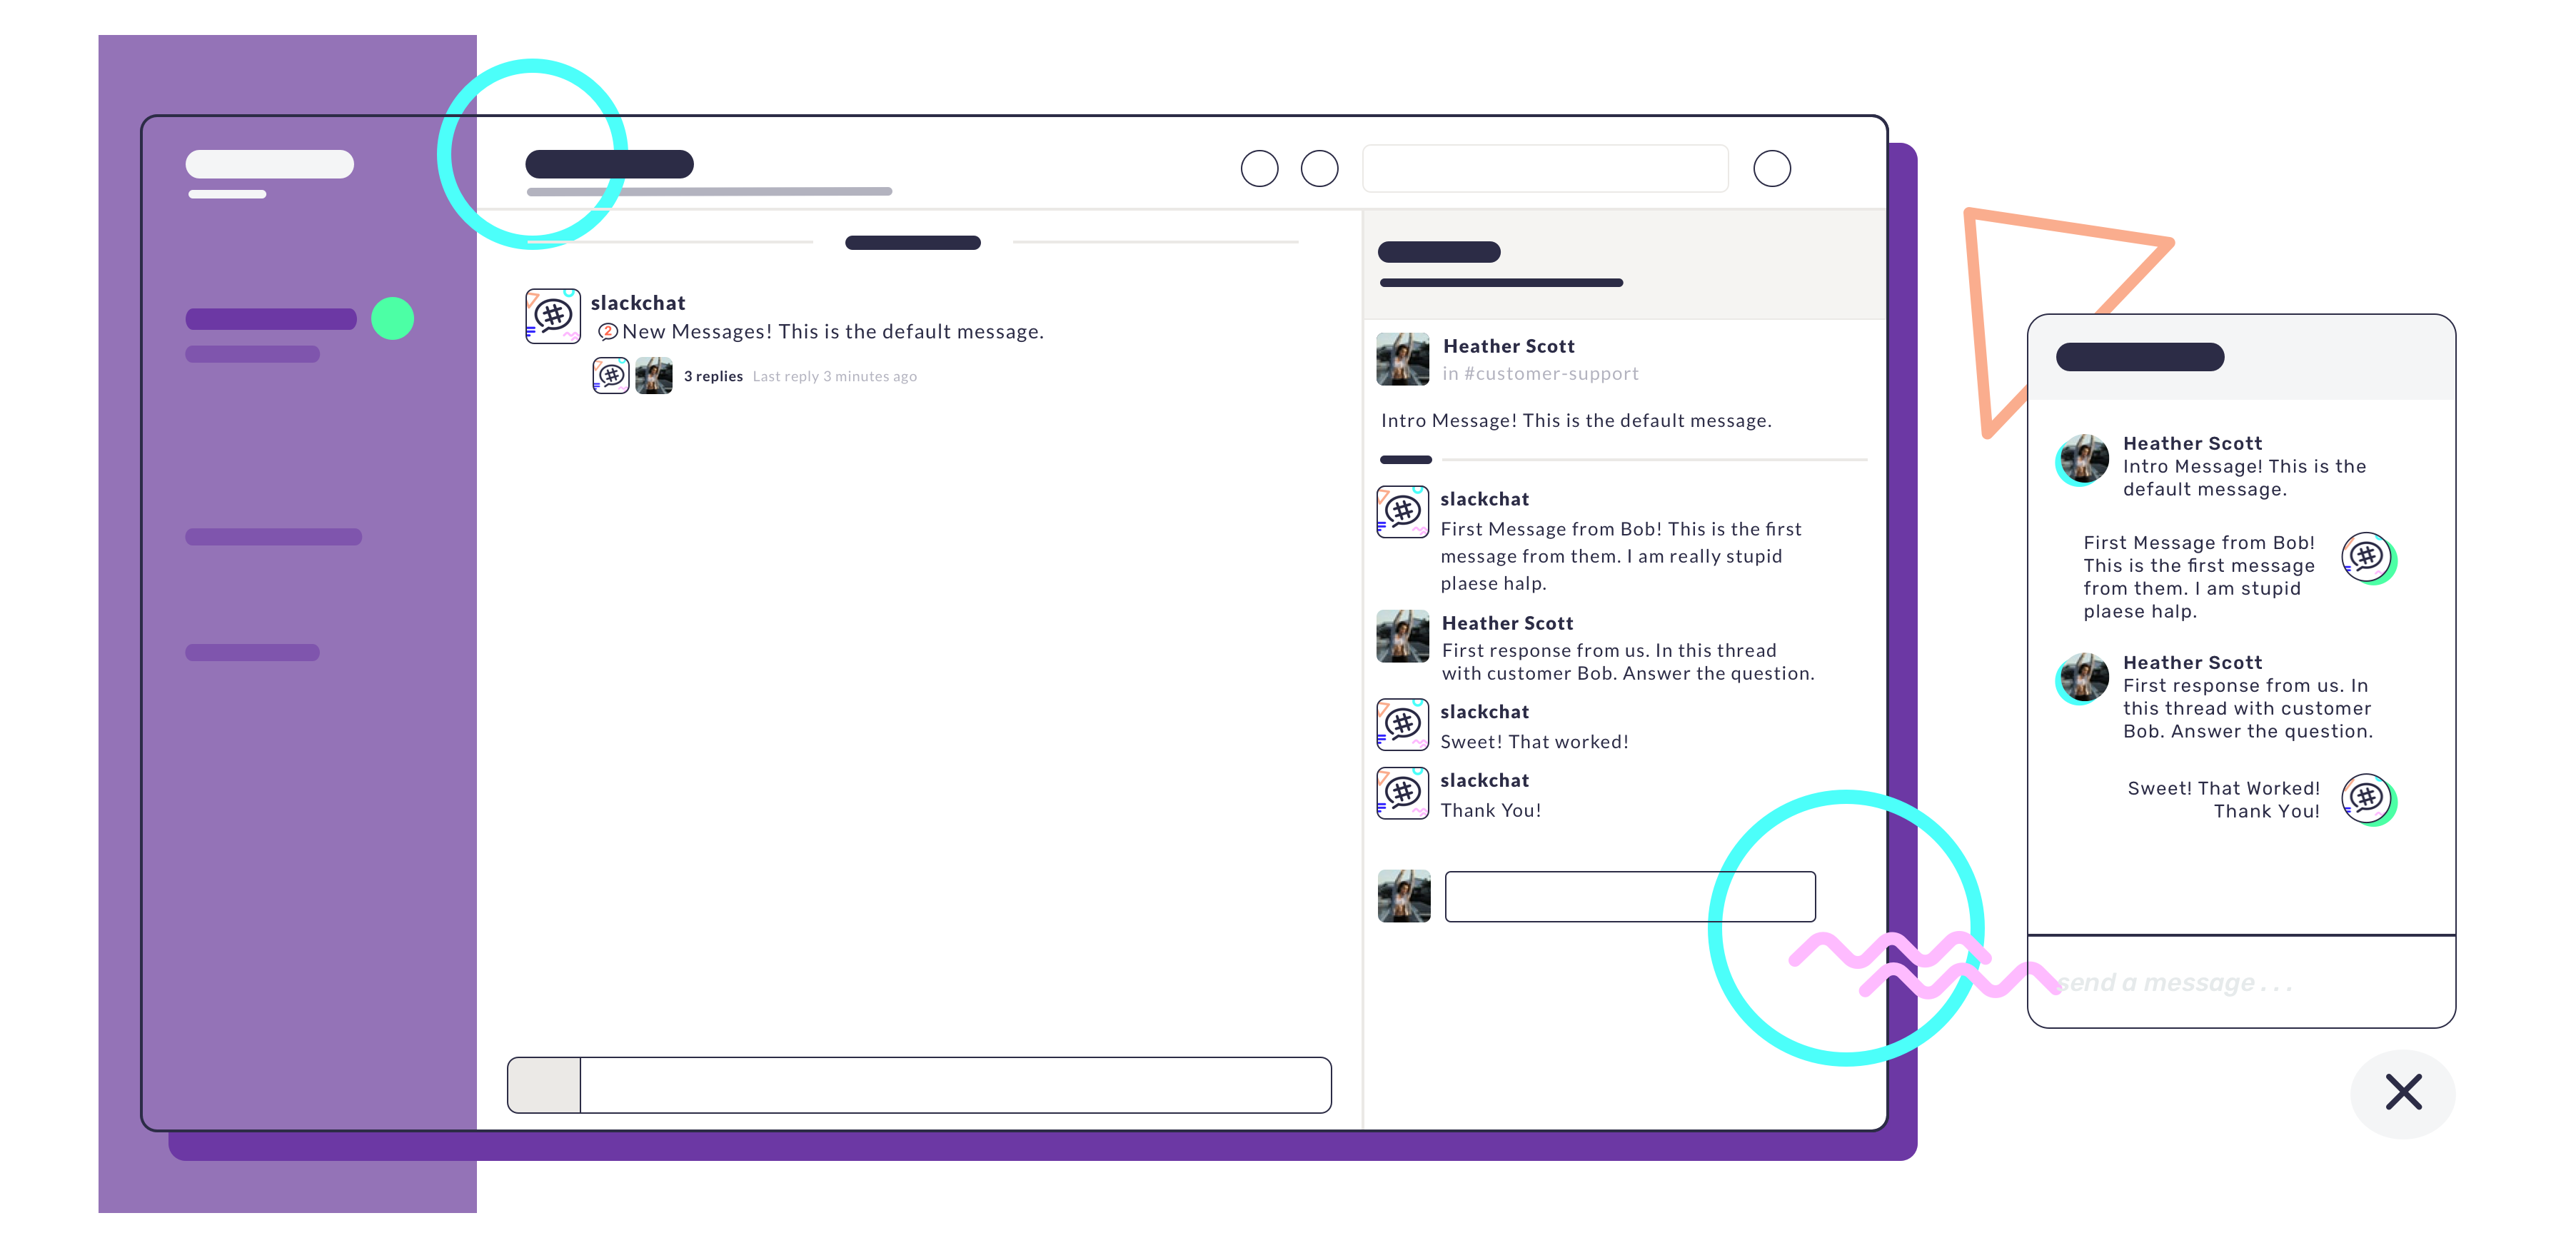 slackchat
2 New Messages! This is the default message.
3 replies Last reply 3 minutes ago
Heather Scott
in #customer-support
Intro Message! This is the default message.
slackchat
First Message from Bob! This is the first
message from them. I am really stupid
plaese halp.
Heather Scott
First response from us. In this thread
with customer Bob. Answer the question.
slackchat
Sweet! That worked!
slackchat
Thank You!
Heather Scott
Intro Message! This is the
default message.
First Message from Bob!
This is the first message
from them. I am stupid
plaese halp.
Heather Scott
First response from us. In
this thread with customer
Bob. Answer the question.
Sweet! That Worked!
Thank You!
send a message . . .